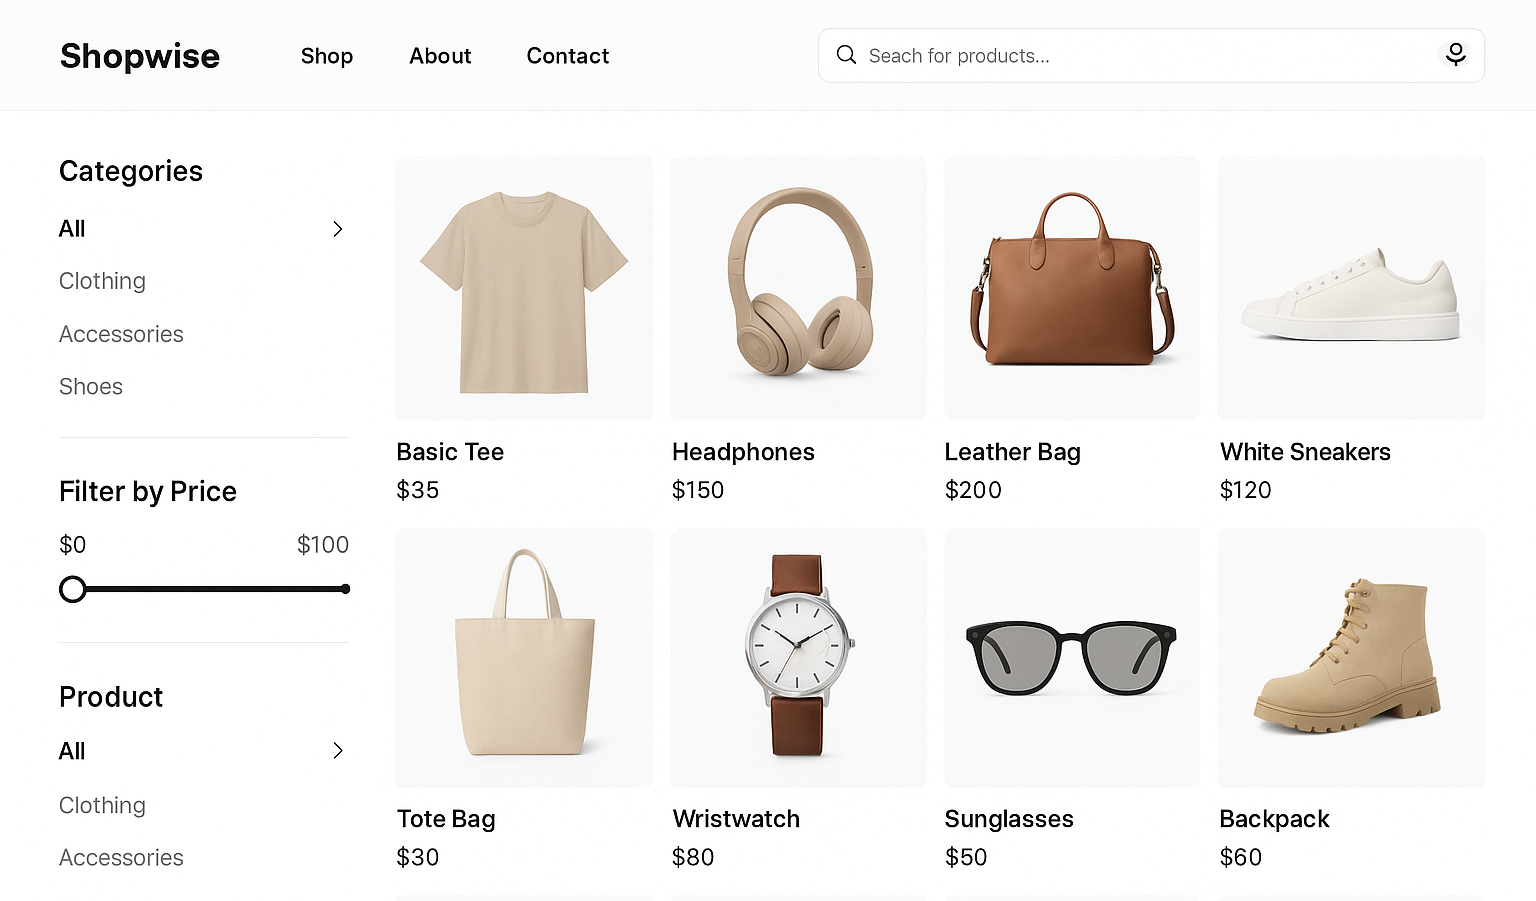 Shopwise
Shop
About
Contact
Seach for products...
Categories
All
Clothing
Accessories
Shoes
Filter by Price
$0
$100
Product
All
Clothing
Accessories
Basic Tee
$35
Headphones
$150
Leather Bag
$200
White Sneakers
$120
Tote Bag
$30
Wristwatch
$80
Sunglasses
$50
Backpack
$60